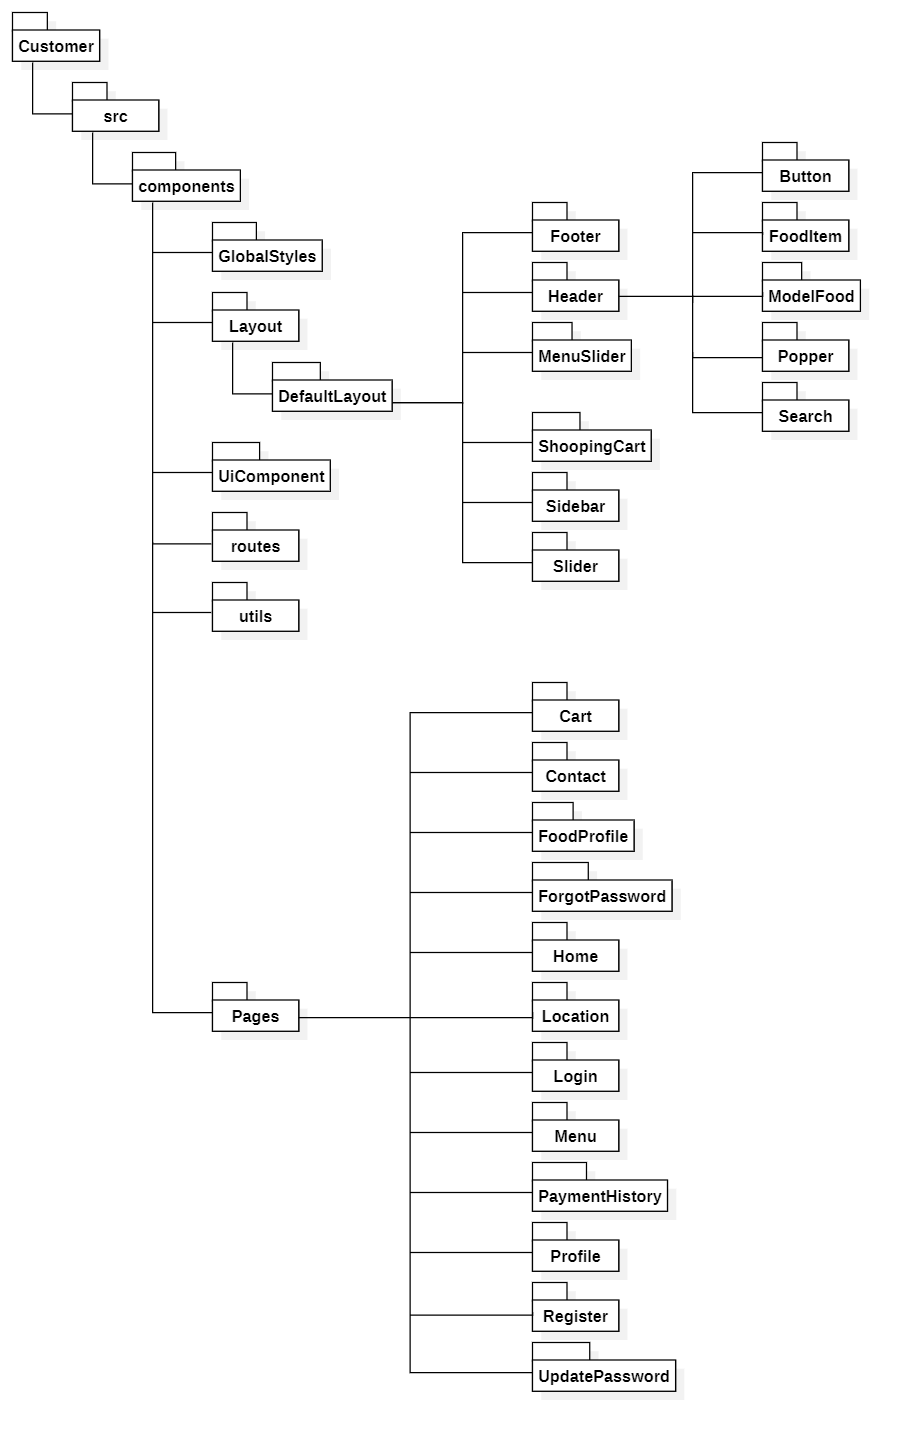 Customer
src
components
GlobalStyles
Layout
DefaultLayout
UiComponent
routes
utils
Pages
Footer
Header
MenuSlider
ShoopingCart
Sidebar
Slider
Button
FoodItem
ModelFood
Popper
Search
Cart
Contact
FoodProfile
ForgotPassword
Home
Location
Login
Menu
PaymentHistory
Profile
Register
UpdatePassword